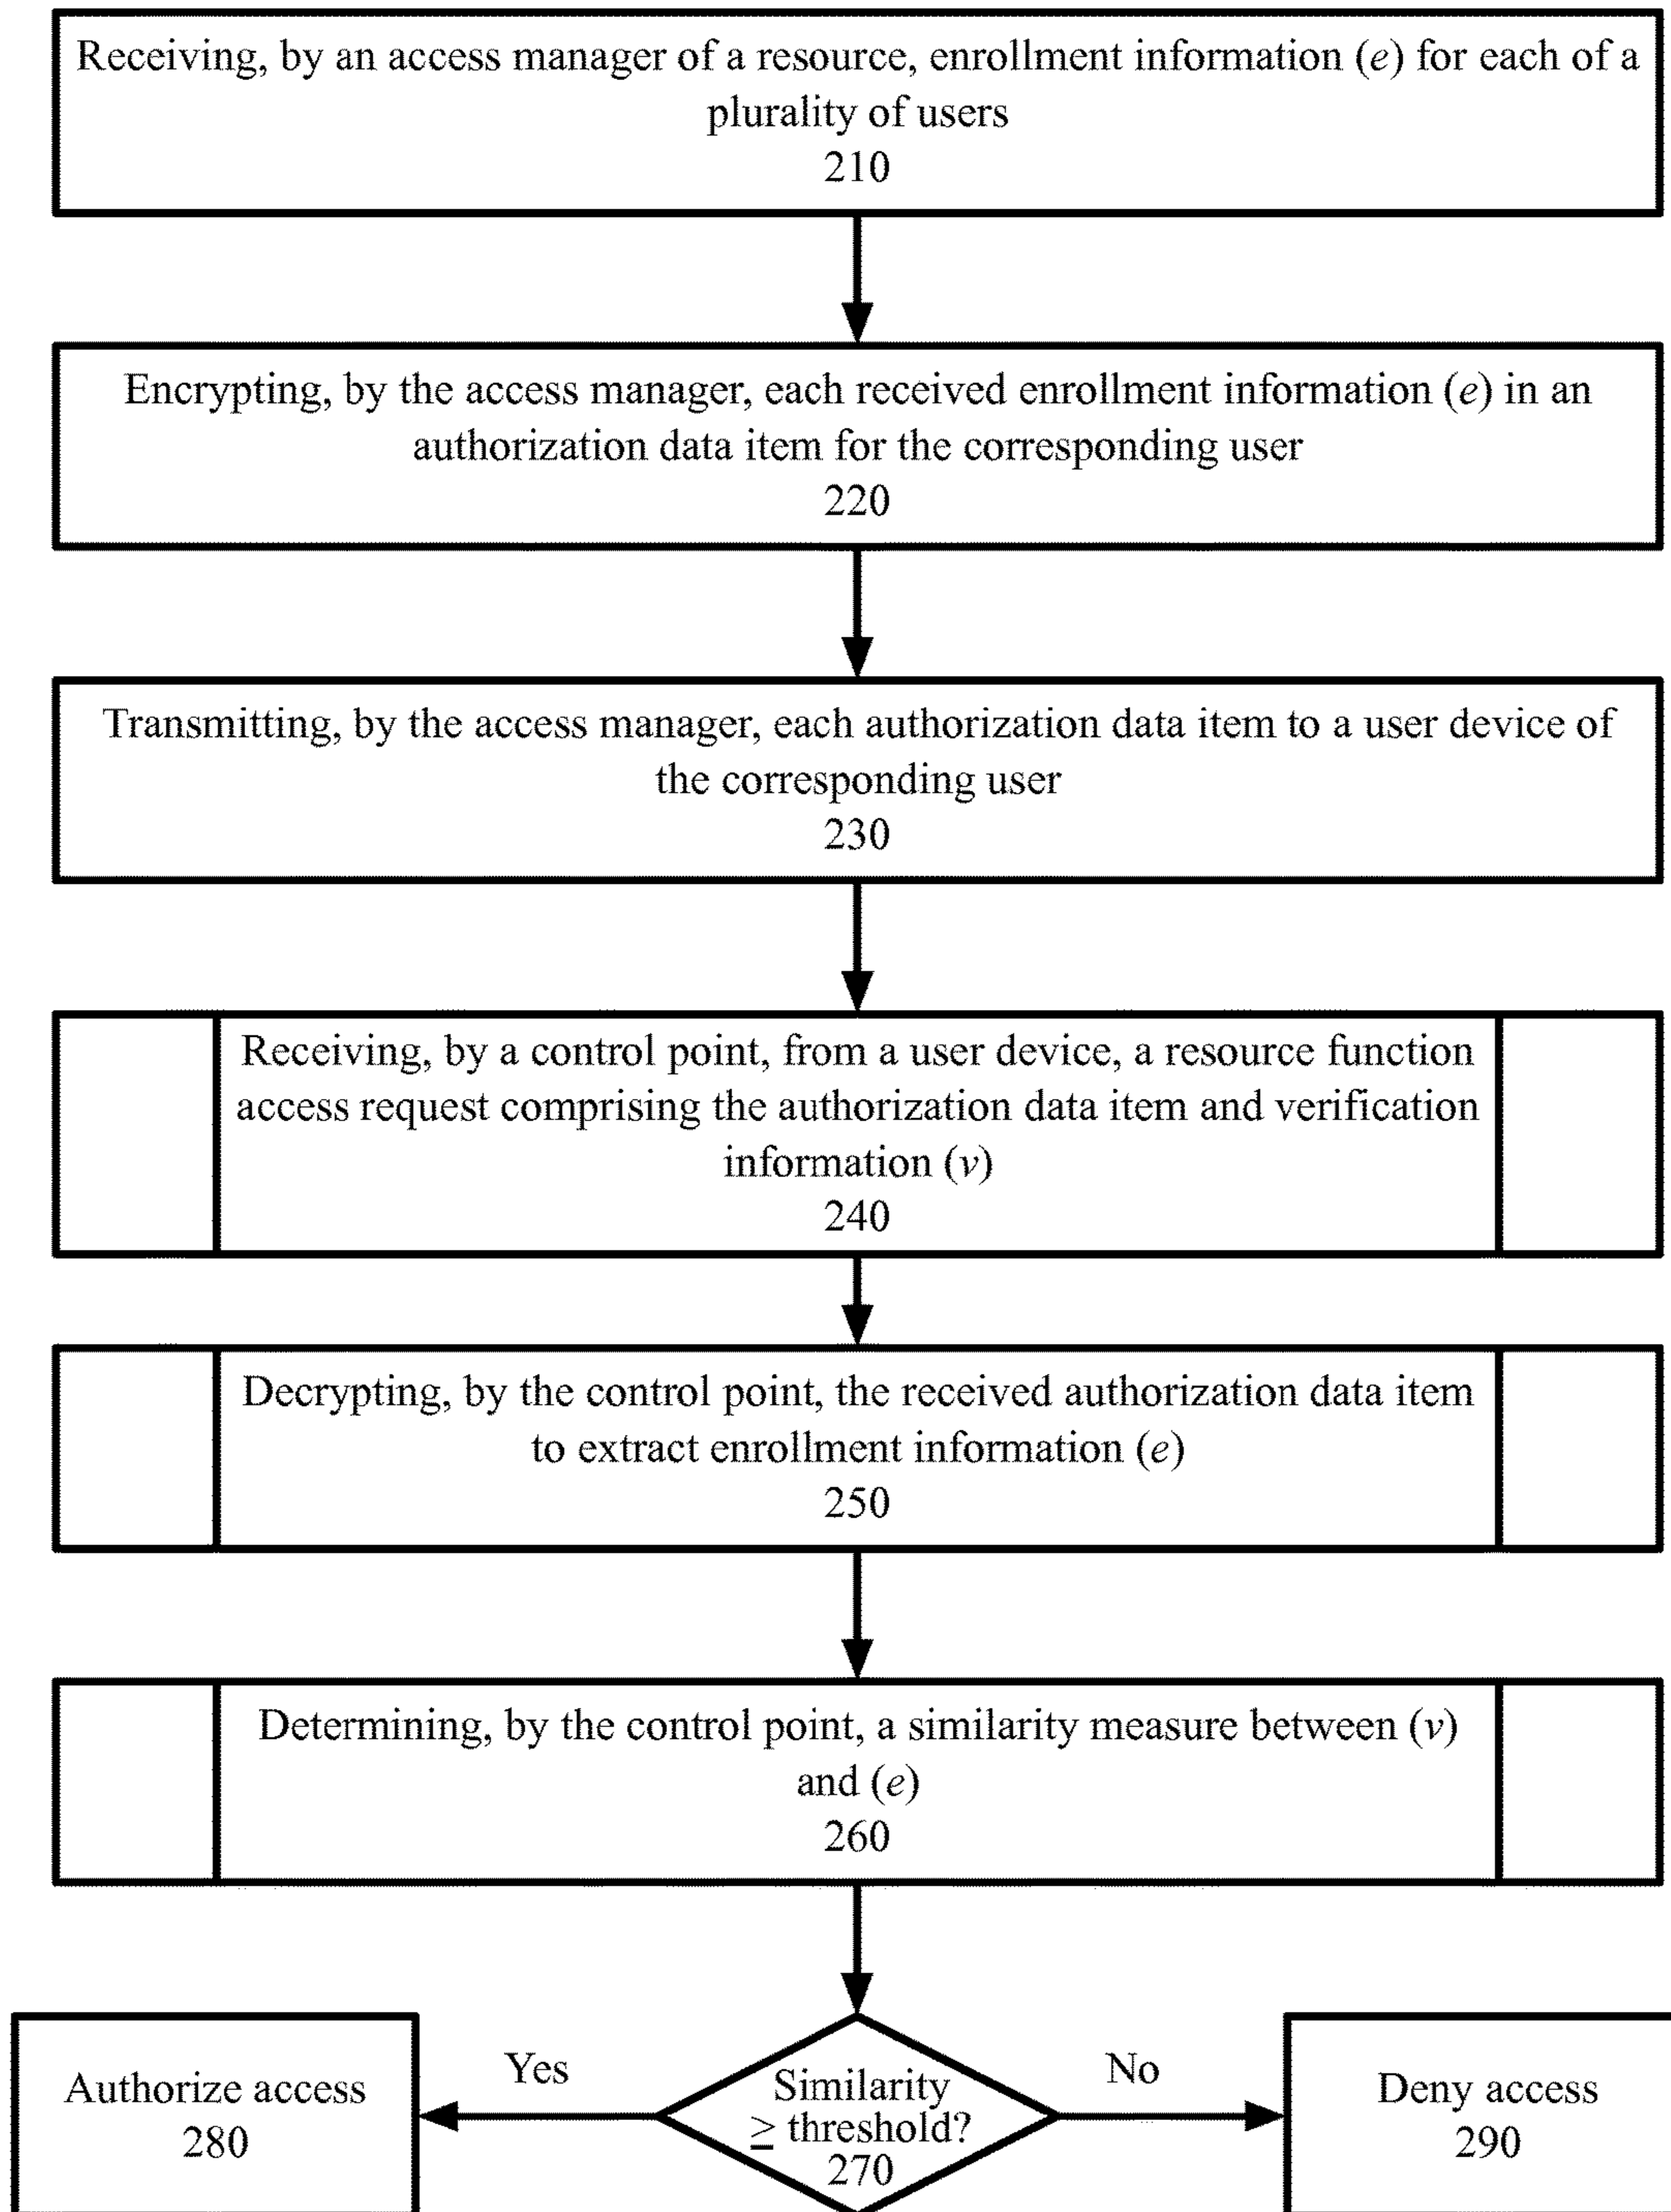 Receiving, by an access manager of a resource, enrollment information (e) for each of a
plurality of users
210
Encrypting, by the access manager, each received enrollment information (e) in an
authorization data item for the corresponding user
220
Transmitting, by the access manager, each authorization data item to a user device of
the corresponding user
230
Receiving, by a control point, from a user device, a resource function
access request comprising the authorization data item and verification
information (v)
240
Decrypting, by the control point, the received authorization data item
to extract enrollment information (e)
250
Determining, by the control point, a similarity measure between (v)
and (e)
260
Similarity
≥ threshold?
270
Yes
Authorize access
280
No
Deny access
290